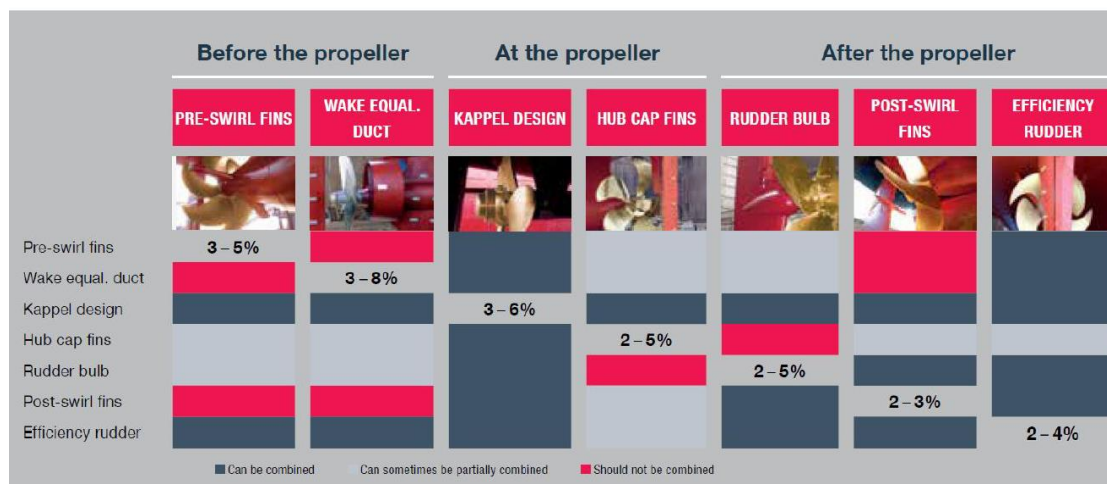 Before the propeller
At the propeller
After the propeller
PRE-SWIRL FINS
WAKE EQUAL.
DUCT
KAPPEL DESIGN
HUB CAP FINS
RUDDER BULB
POST-SWIRL
FINS
EFFICIENCY
RUDDER
Pre-swirl fins
3–5%
Wake equal. duct
3–8%
Kappel design
3–6%
Hub cap fins
2–5%
Rudder bulb
2–5%
Post-swirl fins
2–3%
Efficiency rudder
2–4%
Can be combined
Can sometimes be partially combined
Should not be combined